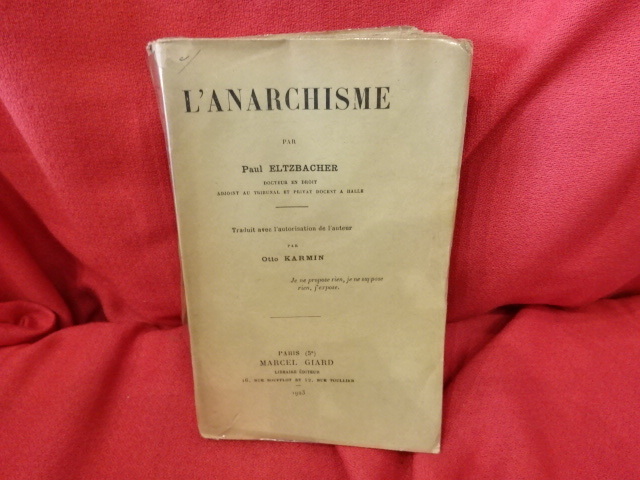 L'ANARCHISME
PAR
Paul ELTZBACHER
DOCTEUR EN DROIT
ADJOINT AU TRIBUNAL ET PRIVAT DOCENT A HALLE
Traduit avec l'autorisation de l'auteur
PAR
Otto KARMIN
Je ne propose rien, je ne suppose
rien, j'expose.
PARIS (5e)
MARCEL GIARD
LIBRAIRE-ÉDITEUR
16, RUE SOUFFLOT ET 12, RUE TOULLIER
1923